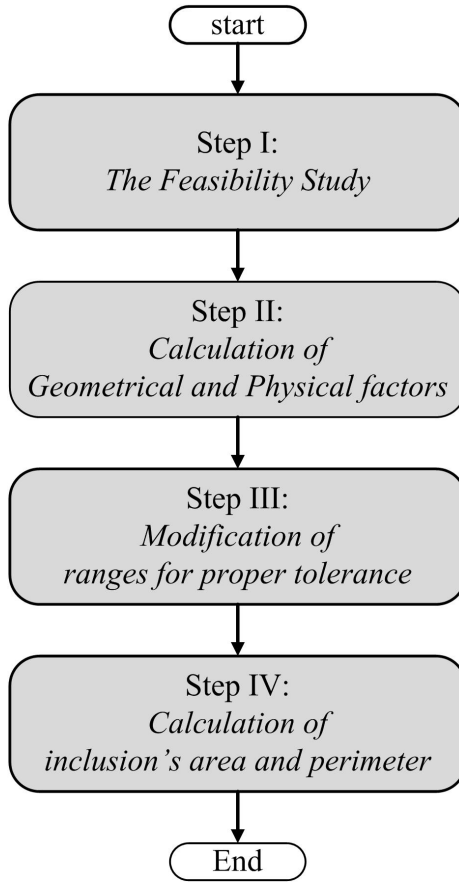 start
Step I:
The Feasibility Study
Step II:
Calculation of
Geometrical and Physical factors
Step III:
Modification of
ranges for proper tolerance
Step IV:
Calculation of
inclusion’s area and perimeter
End